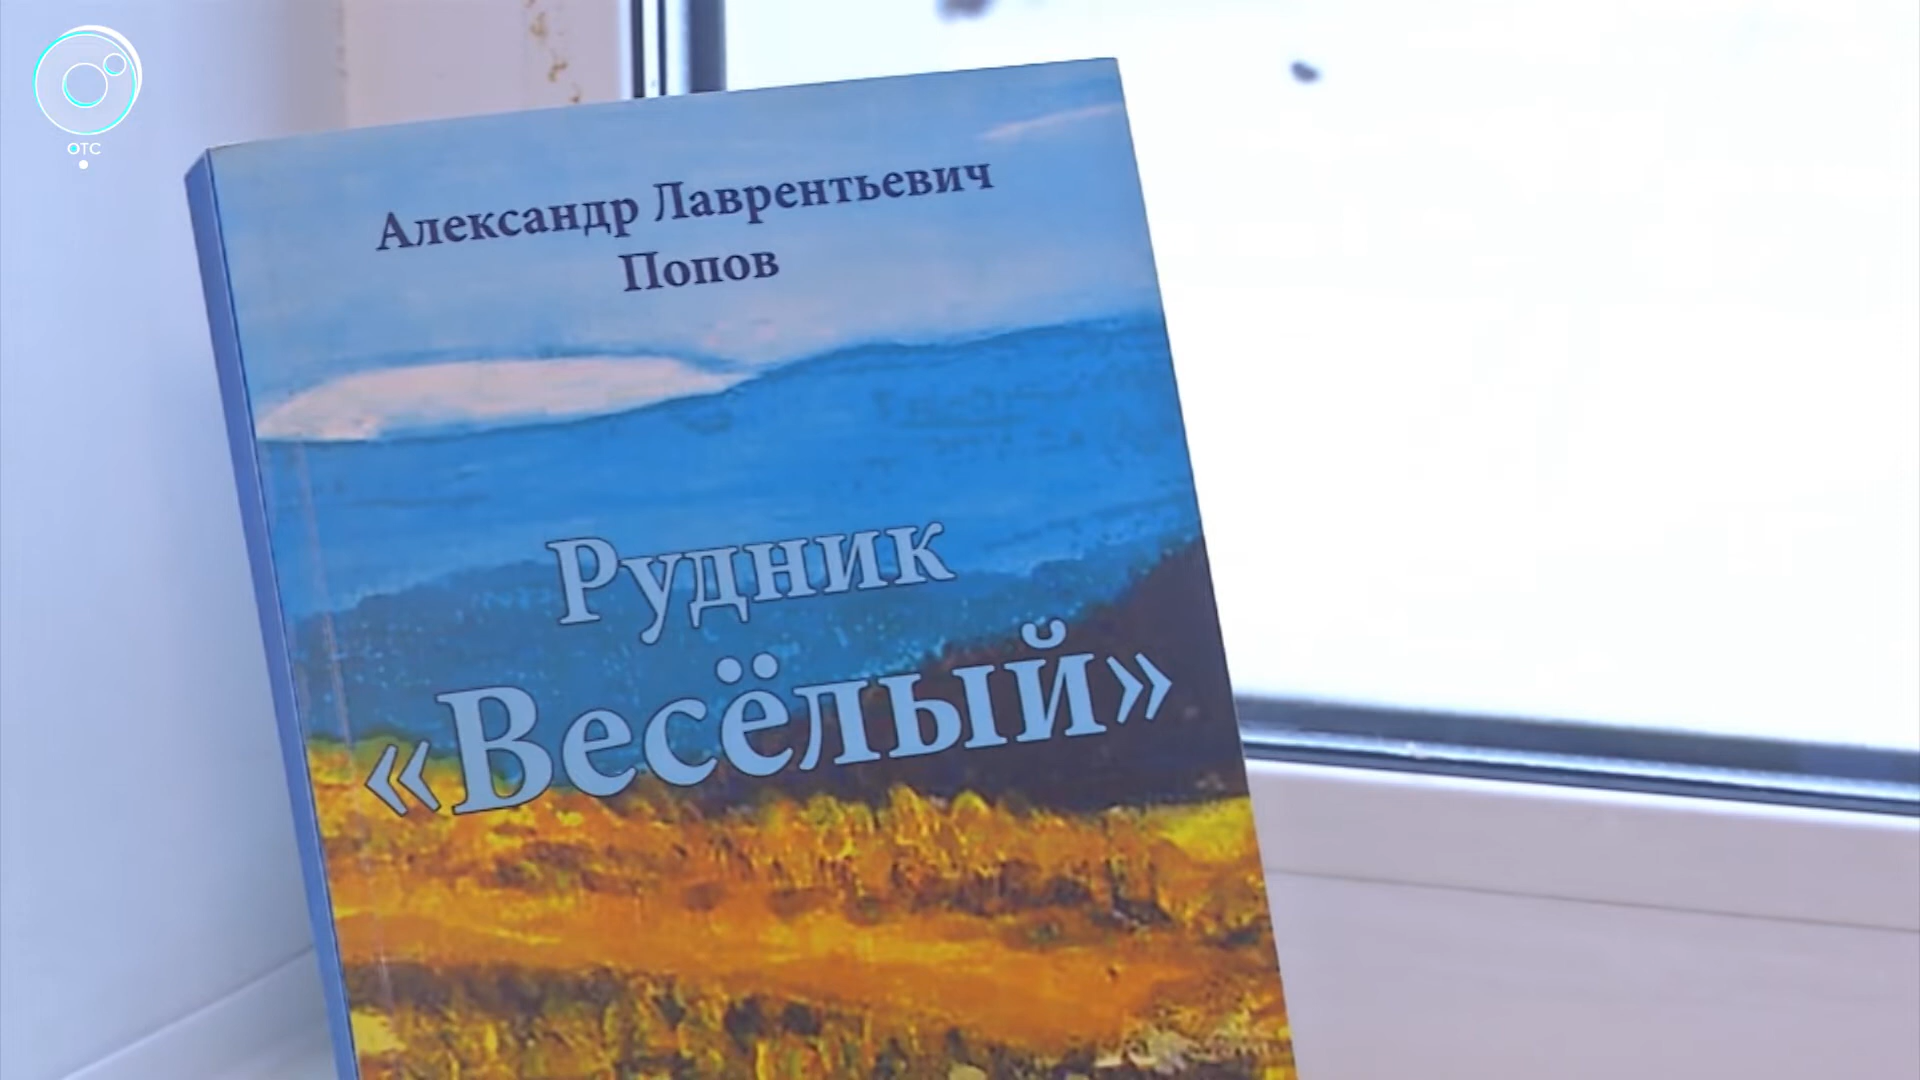 ОТС
Александр Лаврентьевич
Попов
Рудник
«Весёлый»